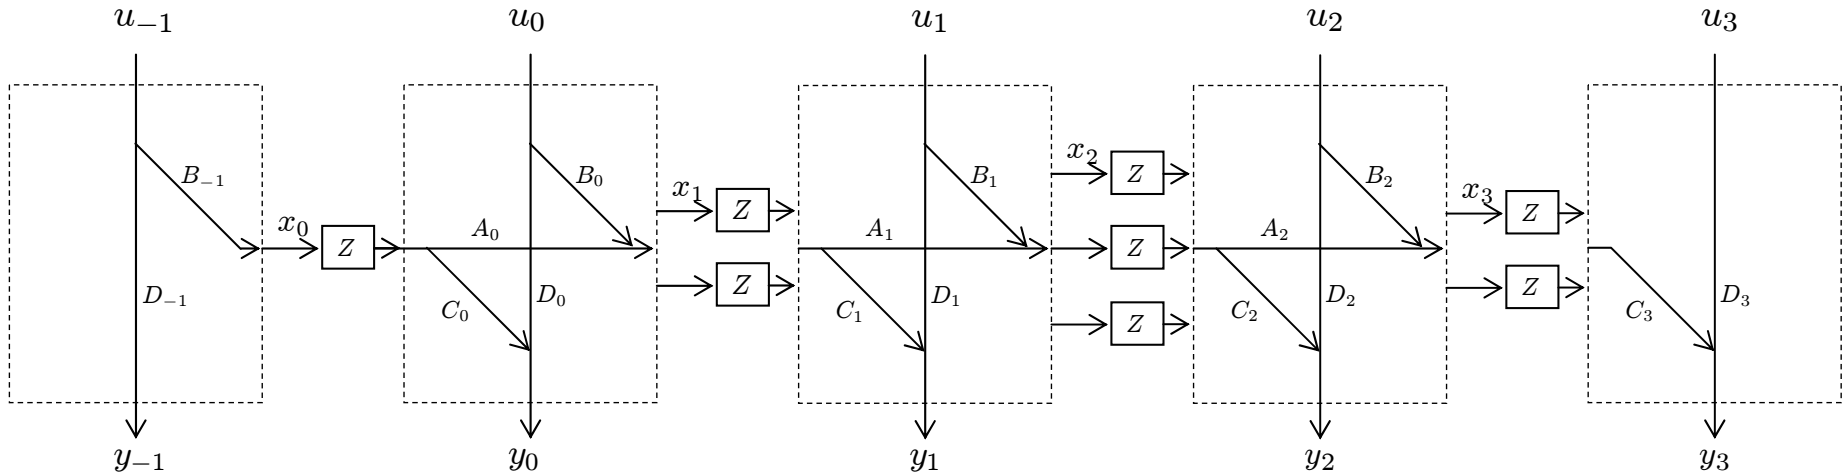 u₋₁ u₀ u₁ u₂ u₃
x₂
B₋₁ B₀ B₁ B₂
x₁ x₃
Z Z
x₀ Z Z
A₀ A₁ A₂
Z Z
Z Z
D₋₁ D₀ D₁ D₂ D₃
C₀ C₁ C₂ C₃
Z
y₋₁ y₀ y₁ y₂ y₃